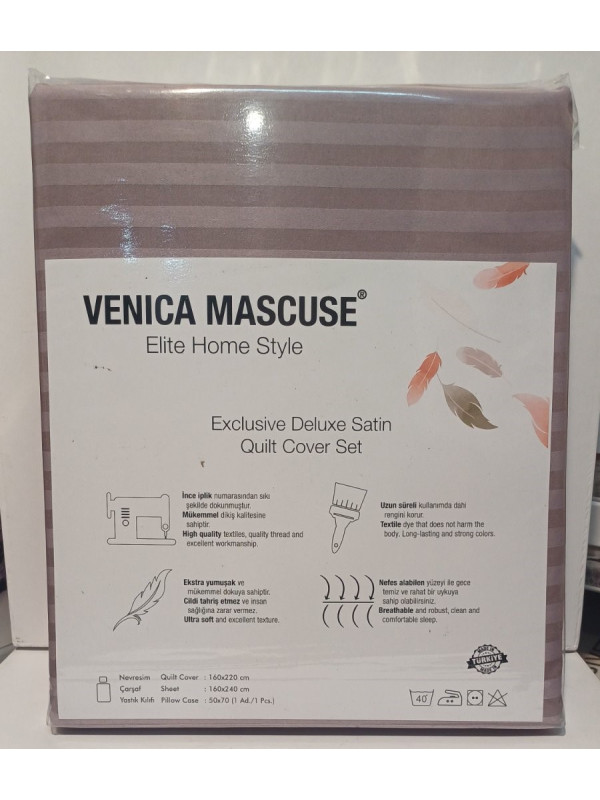 VENICA MASCUSE®
Elite Home Style
Exclusive Deluxe Satin
Quilt Cover Set
İnce iplik numarasından sıkı
şekilde dokunmuştur.
Mükemmel dikiş kalitesine
sahiptir.
High quality textiles, quality thread and
excellent workmanship.
Uzun süreli kullanımda dahi
rengini korur.
Textile dye that does not harm the
body. Long-lasting and strong colors.
Ekstra yumuşak ve
mükemmel dokuya sahiptir.
Cildi tahriş etmez ve insan
sağlığına zarar vermez.
Ultra soft and excellent texture.
Nefes alabilen yüzeyi ile gece
temiz ve rahat bir uykuya
sahip olabilirsiniz.
Breathable and robust, clean and
comfortable sleep.
MADE IN
TÜRKİYE
Nevresim Quilt Cover : 160x220 cm
Çarşaf Sheet : 160x240 cm
Yastık Kılıfı Pillow Case : 50x70 (1 Ad./1 Pcs.)
40°